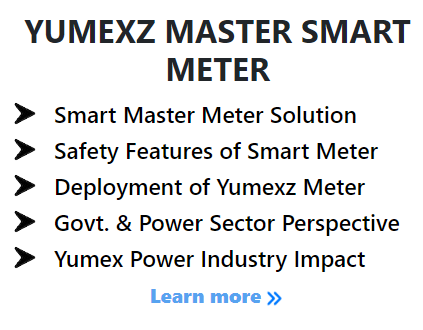 YUMEXZ MASTER SMART
METER
Smart Master Meter Solution
Safety Features of Smart Meter
Deployment of Yumexz Meter
Govt. & Power Sector Perspective
Yumex Power Industry Impact
Learn more »